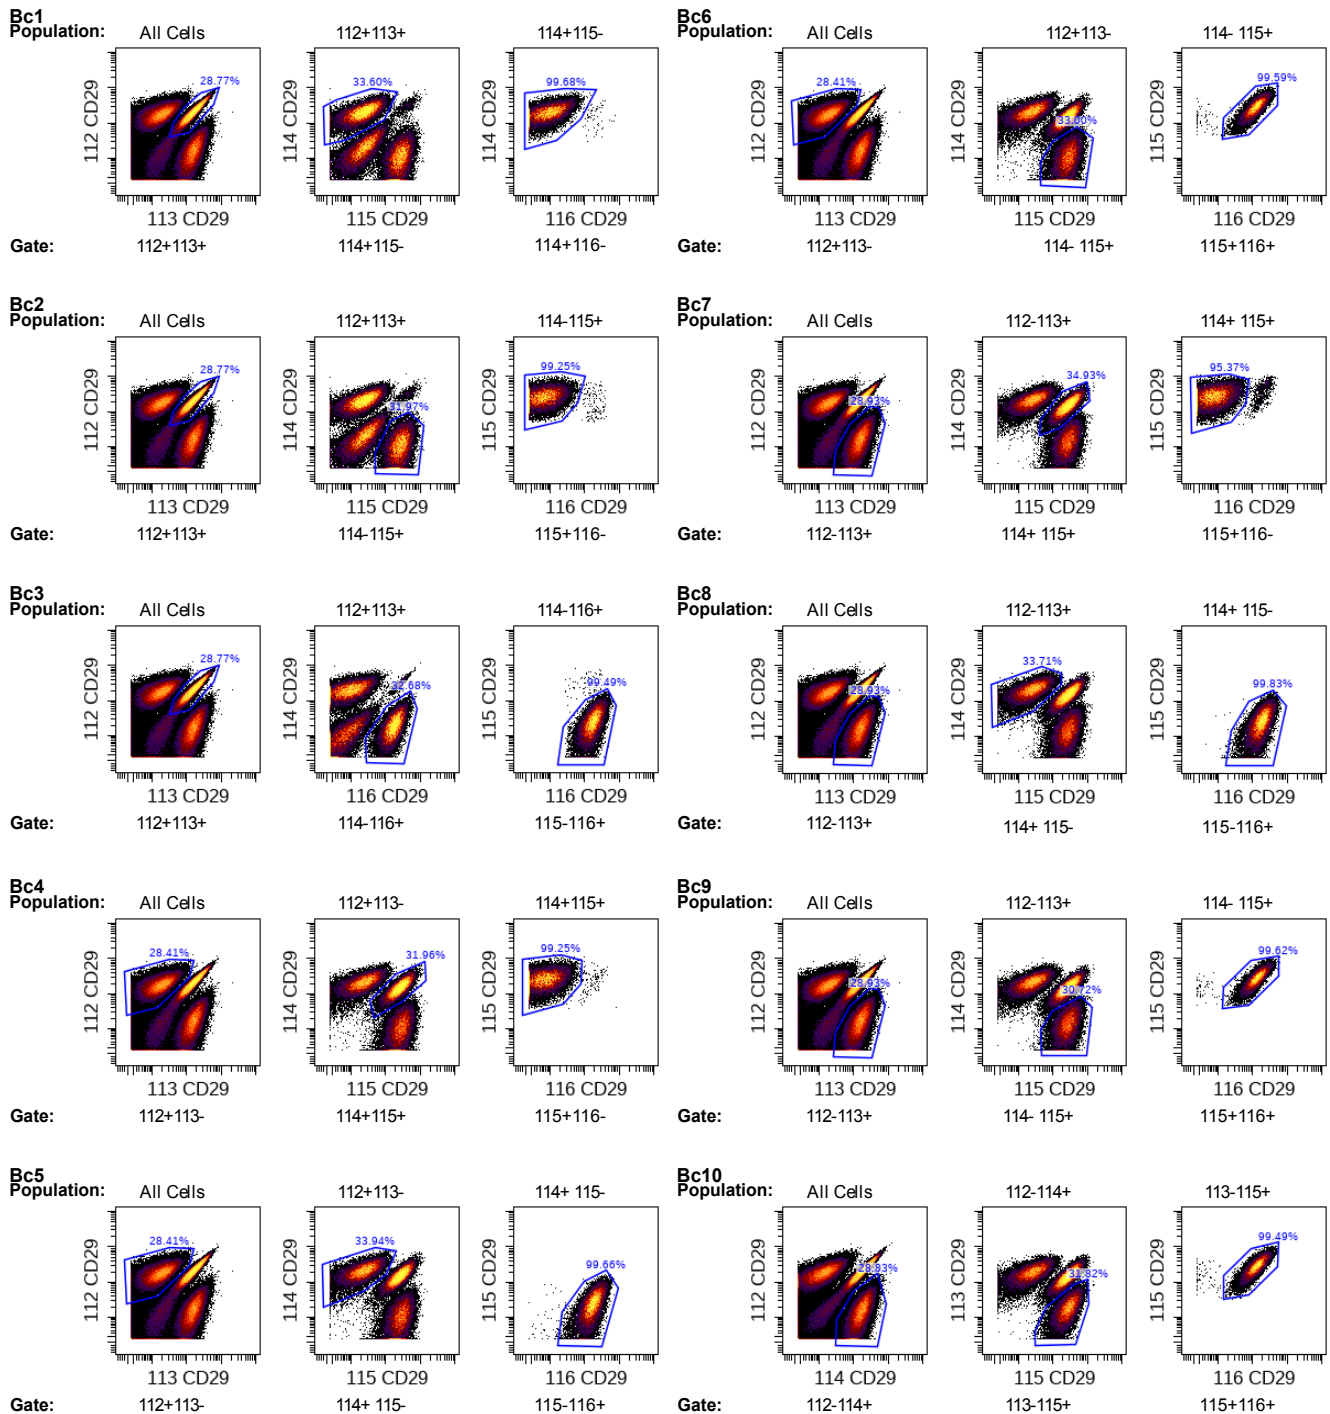 Bc1
Population: All Cells 112+113+ 114+115-
28.77% 33.60% 99.68%
112 CD29 114 CD29 114 CD29
113 CD29 115 CD29 116 CD29
Gate: 112+113+ 114+115- 114+116-
Bc2
Population: All Cells 112+113+ 114-115+
28.77% 31.97% 99.25%
112 CD29 114 CD29 115 CD29
113 CD29 115 CD29 116 CD29
Gate: 112+113+ 114-115+ 115+116-
Bc3
Population: All Cells 112+113+ 114-116+
28.77% 32.68% 99.49%
112 CD29 114 CD29 115 CD29
113 CD29 116 CD29 116 CD29
Gate: 112+113+ 114-116+ 115-116+
Bc4
Population: All Cells 112+113- 114+115+
28.41% 31.96% 99.25%
112 CD29 114 CD29 115 CD29
113 CD29 115 CD29 116 CD29
Gate: 112+113- 114+115+ 115+116-
Bc5
Population: All Cells 112+113- 114+ 115-
28.41% 33.94% 99.66%
112 CD29 114 CD29 115 CD29
113 CD29 115 CD29 116 CD29
Gate: 112+113- 114+ 115- 115-116+
Bc6
Population: All Cells 112+113- 114- 115+
28.41% 33.00% 99.59%
112 CD29 114 CD29 115 CD29
113 CD29 115 CD29 116 CD29
Gate: 112+113- 114- 115+ 115+116+
Bc7
Population: All Cells 112-113+ 114+ 115+
28.93% 34.93% 95.37%
112 CD29 114 CD29 115 CD29
113 CD29 115 CD29 116 CD29
Gate: 112-113+ 114+ 115+ 115+116-
Bc8
Population: All Cells 112-113+ 114+ 115-
28.93% 33.71% 99.83%
112 CD29 114 CD29 115 CD29
113 CD29 115 CD29 116 CD29
Gate: 112-113+ 114+ 115- 115-116+
Bc9
Population: All Cells 112-113+ 114- 115+
28.93% 30.72% 99.62%
112 CD29 114 CD29 115 CD29
113 CD29 115 CD29 116 CD29
Gate: 112-113+ 114- 115+ 115+116+
Bc10
Population: All Cells 112-114+ 113-115+
28.83% 31.82% 99.49%
112 CD29 113 CD29 115 CD29
114 CD29 115 CD29 116 CD29
Gate: 112-114+ 113-115+ 115+116+